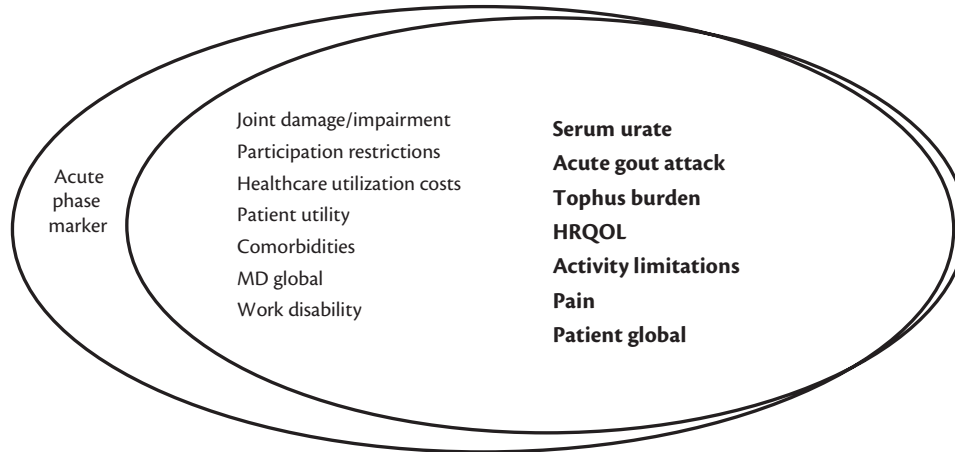 Acute
phase
marker
Joint damage/impairment
Participation restrictions
Healthcare utilization costs
Patient utility
Comorbidities
MD global
Work disability
Serum urate
Acute gout attack
Tophus burden
HRQOL
Activity limitations
Pain
Patient global